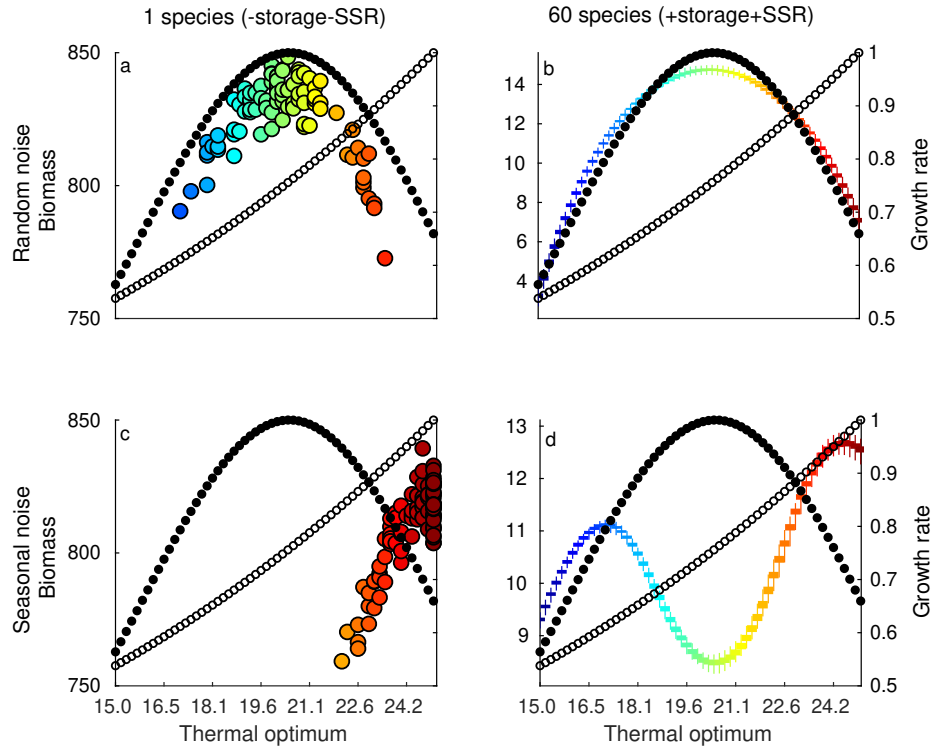 1 species (-storage-SSR)
60 species (+storage+SSR)
Random noise
Biomass
850
800
750
a
14
12
10
8
6
4
b
1
0.9
0.8
0.7
0.6
0.5
Growth rate
Seasonal noise
Biomass
850
800
750
c
15.0 16.5 18.1 19.6 21.1 22.6 24.2
Thermal optimum
13
12
11
10
9
d
1
0.9
0.8
0.7
0.6
0.5
Growth rate
15.0 16.5 18.1 19.6 21.1 22.6 24.2
Thermal optimum